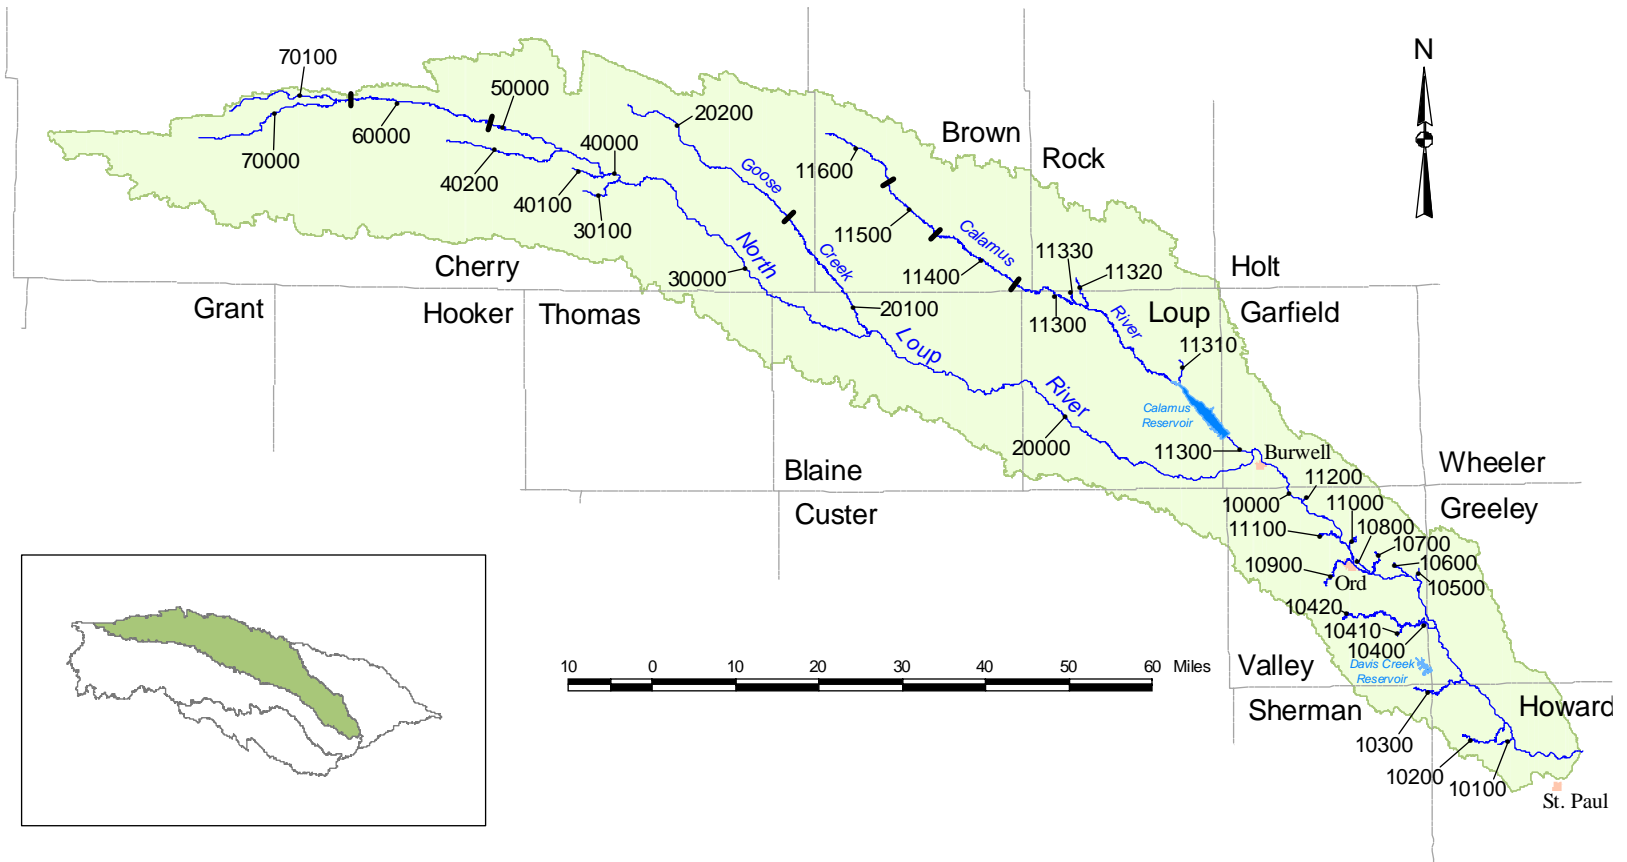 N
70100
50000
20200
60000
40000
Brown
Rock
70000
40200
Goose
11600
40100
30100
11500
Calamus
11330
North
Creek
11400
11320
Cherry
30000
Holt
Grant
Hooker
Thomas
20100
11300
River
Loup
Garfield
Loup
11310
River
Calamus
Reservoir
20000
11300
Burwell
Blaine
Wheeler
11200
Custer
10000
11000
Greeley
11100
10800
10700
10900
10600
Ord
10500
10420
10410
10400
Valley
Davis Creek
Reservoir
10 0 10 20 30 40 50 60 Miles
Sherman
Howard
10300
10200
10100
St. Paul